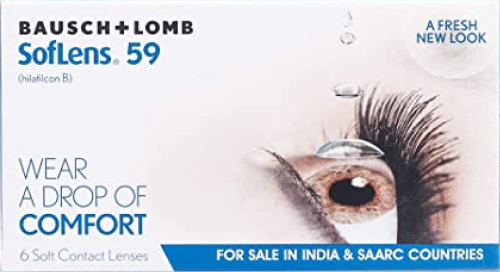 BAUSCH + LOMB
SofLens® 59
(hilafilcon B)
A FRESH
NEW LOOK
WEAR
A DROP OF
COMFORT
6 Soft Contact Lenses
FOR SALE IN INDIA & SAARC COUNTRIES